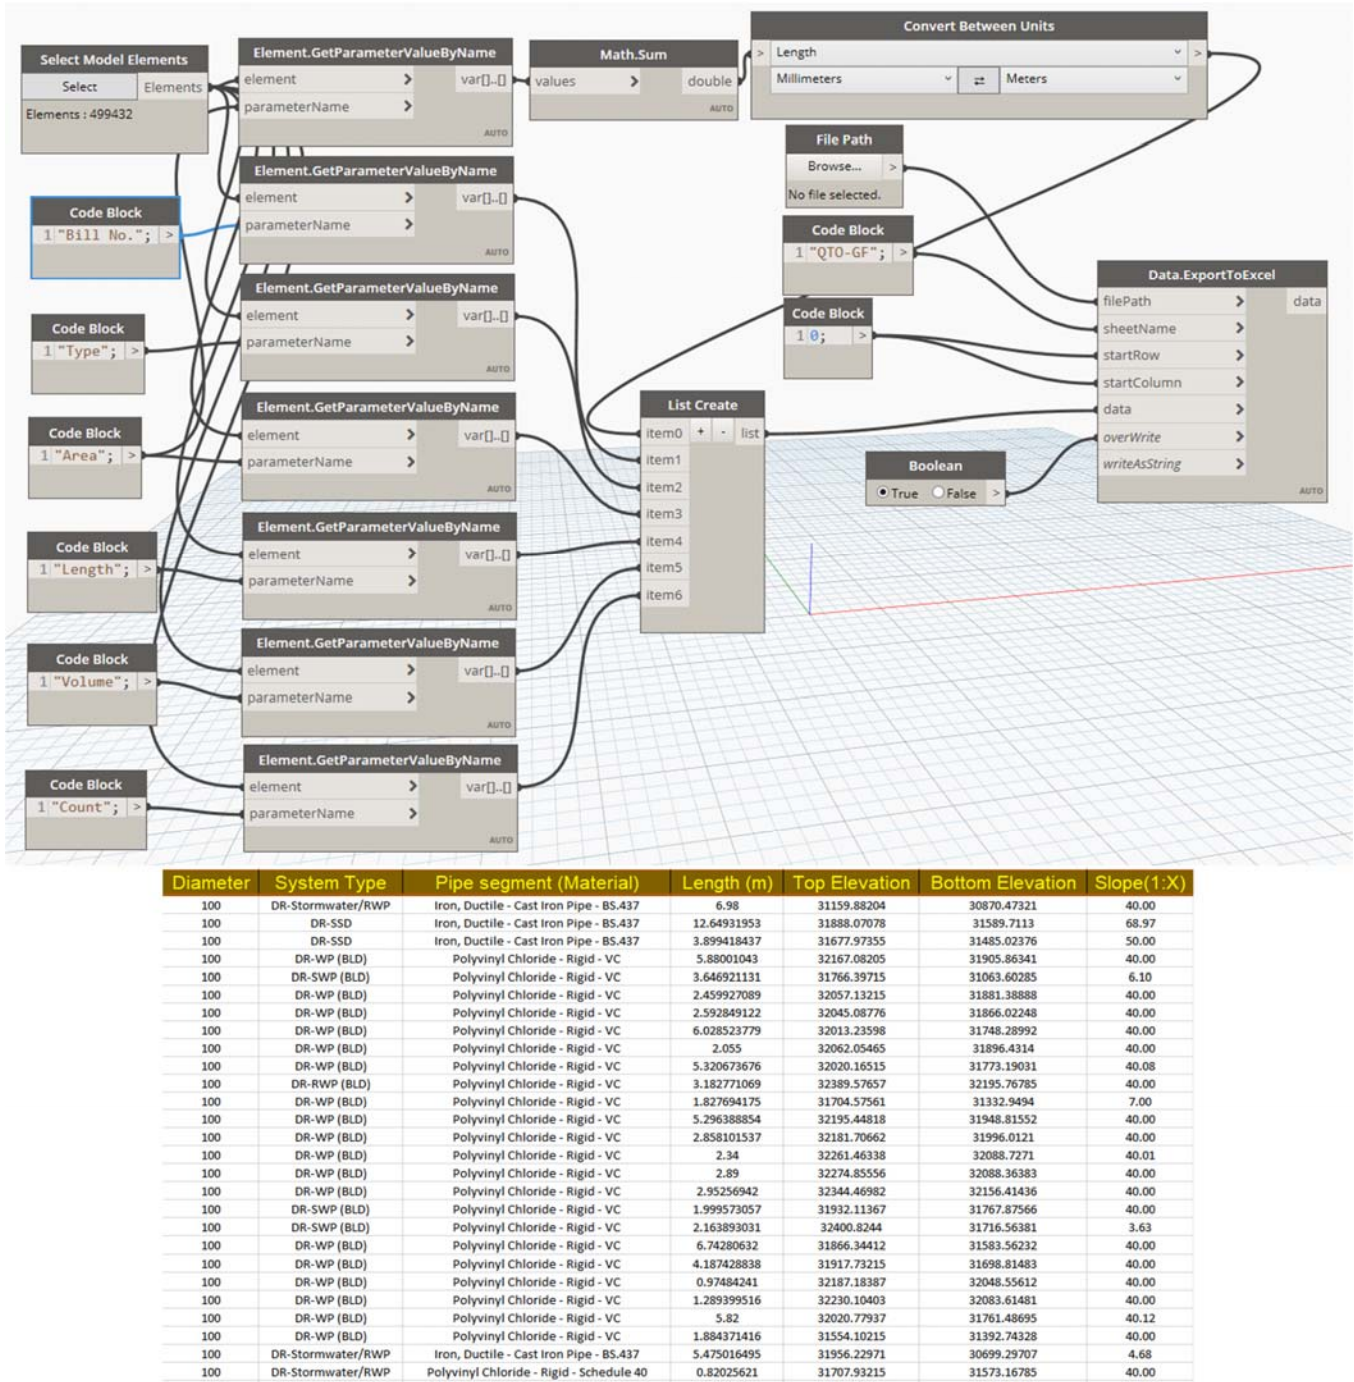 Convert Between Units
Length
Millimeters ⇄ Meters
Select Model Elements
Select Elements
Elements : 499432
Element.GetParameterValueByName
element > var[]..[]
parameterName >
AUTO
Math.Sum
values > double
AUTO
File Path
Browse... >
No file selected.
Element.GetParameterValueByName
element > var[]..[]
parameterName >
AUTO
Code Block
1 "Bill No."; >
Code Block
1 "QTO-GF"; >
Element.GetParameterValueByName
element > var[]..[]
parameterName >
AUTO
Code Block
1 "Type"; >
Code Block
1 0; >
Data.ExportToExcel
filePath > data
sheetName >
startRow >
startColumn >
data >
overWrite >
writeAsString >
AUTO
Element.GetParameterValueByName
element > var[]..[]
parameterName >
AUTO
Code Block
1 "Area"; >
List Create
item0 + - list
item1
item2
item3
item4
item5
item6
Boolean
True False >
Element.GetParameterValueByName
element > var[]..[]
parameterName >
AUTO
Code Block
1 "Length"; >
Element.GetParameterValueByName
element > var[]..[]
parameterName >
AUTO
Code Block
1 "Volume"; >
Element.GetParameterValueByName
element > var[]..[]
parameterName >
AUTO
Code Block
1 "Count"; >
Diameter System Type Pipe segment (Material) Length (m) Top Elevation Bottom Elevation Slope(1:X)
100 DR-Stormwater/RWP Iron, Ductile - Cast Iron Pipe - BS.437 6.98 31159.88204 30870.47321 40.00
100 DR-SSD Iron, Ductile - Cast Iron Pipe - BS.437 12.64931953 31888.07078 31589.7113 68.97
100 DR-SSD Iron, Ductile - Cast Iron Pipe - BS.437 3.899418437 31677.97355 31485.02376 50.00
100 DR-WP (BLD) Polyvinyl Chloride - Rigid - VC 5.88001043 32167.08205 31905.86341 40.00
100 DR-SWP (BLD) Polyvinyl Chloride - Rigid - VC 3.646921131 31766.39715 31063.60285 6.10
100 DR-WP (BLD) Polyvinyl Chloride - Rigid - VC 2.459927089 32057.13215 31881.38888 40.00
100 DR-WP (BLD) Polyvinyl Chloride - Rigid - VC 2.592849122 32045.08776 31866.02248 40.00
100 DR-WP (BLD) Polyvinyl Chloride - Rigid - VC 6.028523779 32013.23598 31748.28992 40.00
100 DR-WP (BLD) Polyvinyl Chloride - Rigid - VC 2.055 32062.05465 31896.4314 40.00
100 DR-WP (BLD) Polyvinyl Chloride - Rigid - VC 5.320673676 32020.16515 31773.19031 40.08
100 DR-RWP (BLD) Polyvinyl Chloride - Rigid - VC 3.182771069 32389.57657 32195.76785 40.00
100 DR-WP (BLD) Polyvinyl Chloride - Rigid - VC 1.827694175 31704.57561 31332.9494 7.00
100 DR-WP (BLD) Polyvinyl Chloride - Rigid - VC 5.296388854 32195.44818 31948.81552 40.00
100 DR-WP (BLD) Polyvinyl Chloride - Rigid - VC 2.858101537 32181.70662 31996.0121 40.00
100 DR-WP (BLD) Polyvinyl Chloride - Rigid - VC 2.34 32261.46338 32088.7271 40.01
100 DR-WP (BLD) Polyvinyl Chloride - Rigid - VC 2.89 32274.85556 32088.36383 40.00
100 DR-WP (BLD) Polyvinyl Chloride - Rigid - VC 2.95256942 32344.46982 32156.41436 40.00
100 DR-SWP (BLD) Polyvinyl Chloride - Rigid - VC 1.999573057 31932.11367 31767.87566 40.00
100 DR-SWP (BLD) Polyvinyl Chloride - Rigid - VC 2.163893031 32400.8244 31716.56381 3.63
100 DR-WP (BLD) Polyvinyl Chloride - Rigid - VC 6.74280632 31866.34412 31583.56232 40.00
100 DR-WP (BLD) Polyvinyl Chloride - Rigid - VC 4.187428838 31917.73215 31698.81483 40.00
100 DR-WP (BLD) Polyvinyl Chloride - Rigid - VC 0.97484241 32187.18387 32048.55612 40.00
100 DR-WP (BLD) Polyvinyl Chloride - Rigid - VC 1.289399516 32230.10403 32083.61481 40.00
100 DR-WP (BLD) Polyvinyl Chloride - Rigid - VC 5.82 32020.77937 31761.48695 40.12
100 DR-WP (BLD) Polyvinyl Chloride - Rigid - VC 1.884371416 31554.10215 31392.74328 40.00
100 DR-Stormwater/RWP Iron, Ductile - Cast Iron Pipe - BS.437 5.475016495 31956.22971 30699.29707 4.68
100 DR-Stormwater/RWP Polyvinyl Chloride - Rigid - Schedule 40 0.82025621 31707.93215 31573.16785 40.00